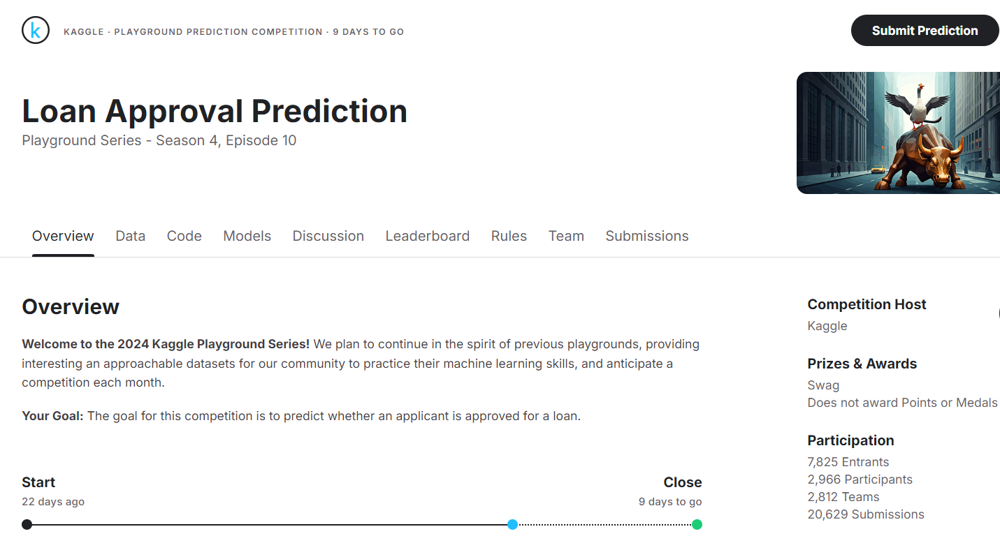 k
KAGGLE · PLAYGROUND PREDICTION COMPETITION · 9 DAYS TO GO
Submit Prediction
Loan Approval Prediction
Playground Series - Season 4, Episode 10
Overview Data Code Models Discussion Leaderboard Rules Team Submissions
Overview
Welcome to the 2024 Kaggle Playground Series! We plan to continue in the spirit of previous playgrounds, providing
interesting an approachable datasets for our community to practice their machine learning skills, and anticipate a
competition each month.
Your Goal: The goal for this competition is to predict whether an applicant is approved for a loan.
Start
22 days ago
Close
9 days to go
Competition Host
Kaggle
Prizes & Awards
Swag
Does not award Points or Medals
Participation
7,825 Entrants
2,966 Participants
2,812 Teams
20,629 Submissions